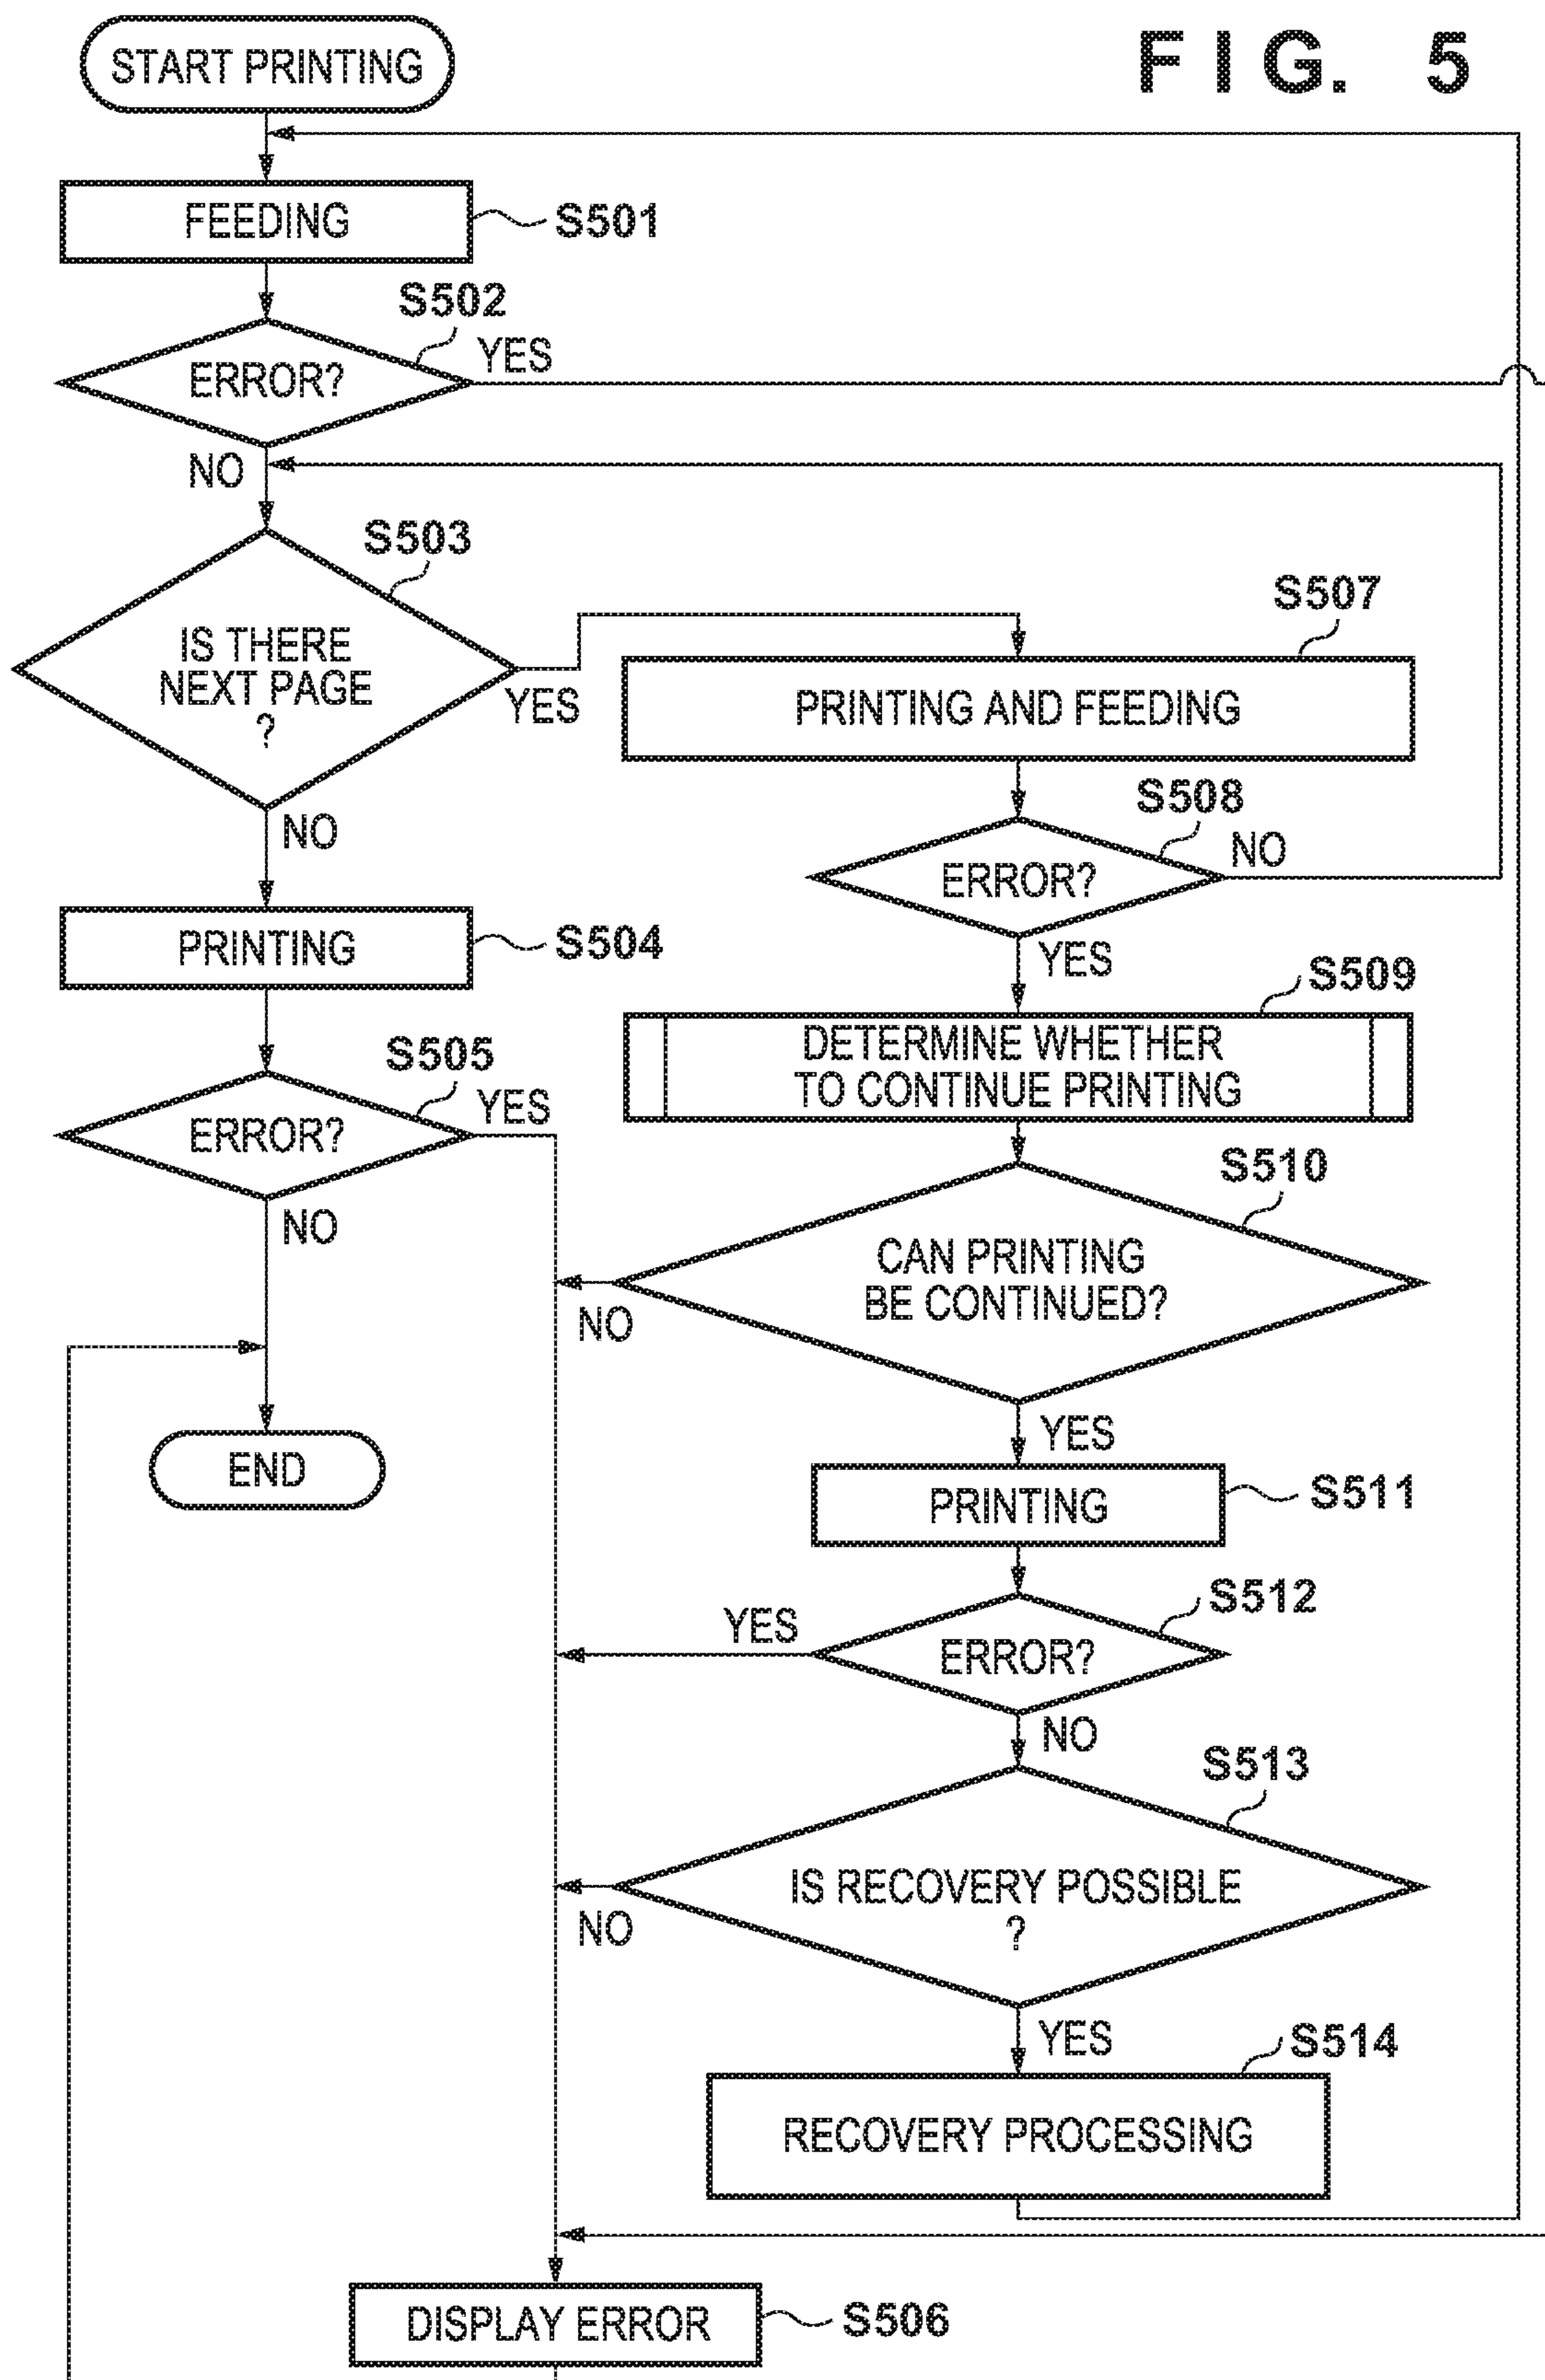 FIG. 5
START PRINTING
FEEDING
S501
S502
ERROR?
YES
NO
S503
IS THERE
NEXT PAGE
?
YES
NO
S507
PRINTING AND FEEDING
S508
ERROR?
NO
YES
PRINTING
S504
S505
ERROR?
YES
NO
END
S509
DETERMINE WHETHER
TO CONTINUE PRINTING
S510
CAN PRINTING
BE CONTINUED?
NO
YES
PRINTING
S511
S512
ERROR?
YES
NO
S513
IS RECOVERY POSSIBLE
?
NO
YES
S514
RECOVERY PROCESSING
DISPLAY ERROR
S506